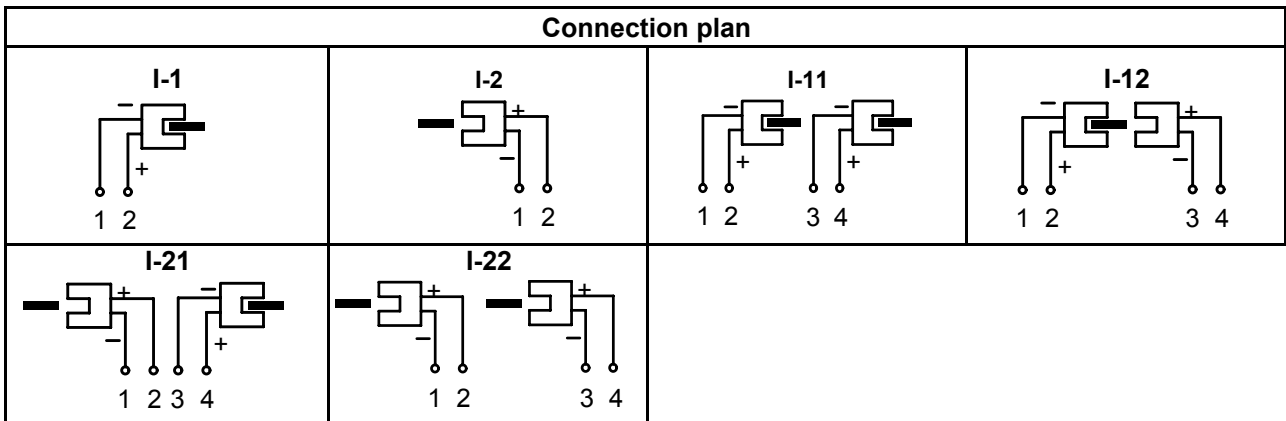 Connection plan
I-1
I-2
I-11
I-12
– + + – – + – + – + + –
1 2
1 2
1 2 3 4
1 2 3 4
I-21
I-22
+ – – + + – + –
1 2 3 4
1 2 3 4